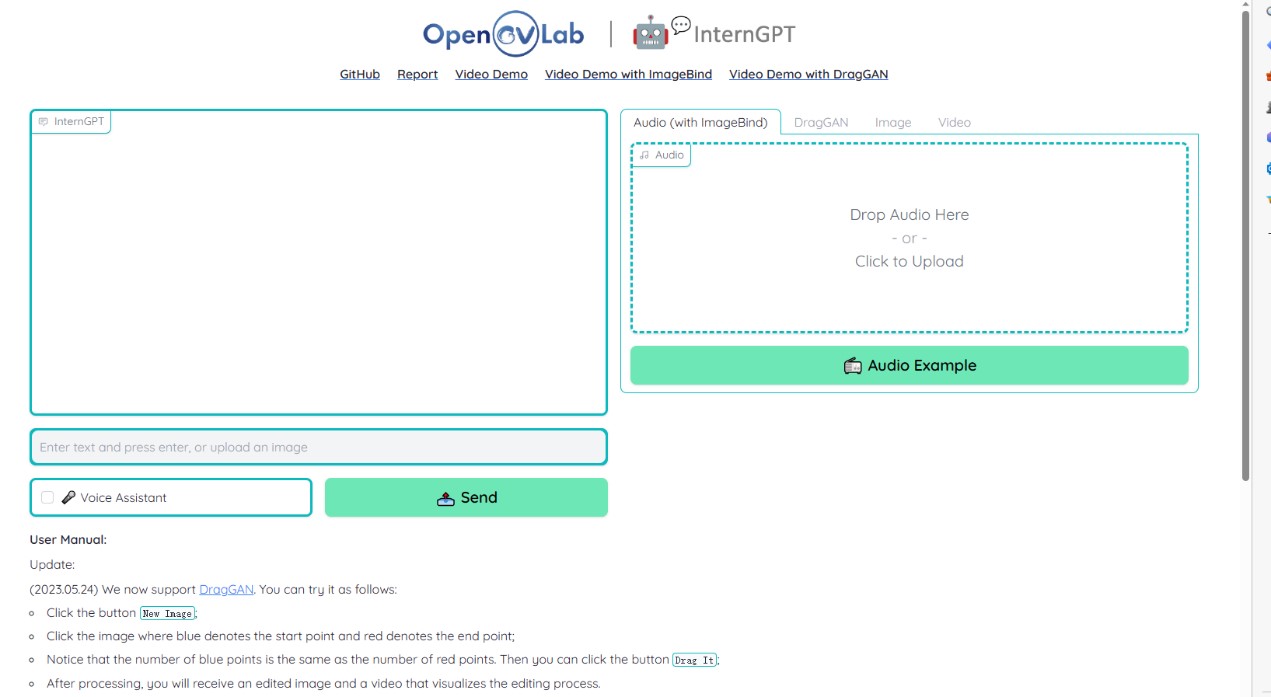 OpenGVLab | InternGPT
GitHub Report Video Demo Video Demo with ImageBind Video Demo with DragGAN
InternGPT
Enter text and press enter, or upload an image
Voice Assistant
Send
Audio (with ImageBind) DragGAN Image Video
Audio
Drop Audio Here
- or -
Click to Upload
Audio Example
User Manual:
Update:
(2023.05.24) We now support DragGAN. You can try it as follows:
Click the button New Image;
Click the image where blue denotes the start point and red denotes the end point;
Notice that the number of blue points is the same as the number of red points. Then you can click the button Drag It;
After processing, you will receive an edited image and a video that visualizes the editing process.